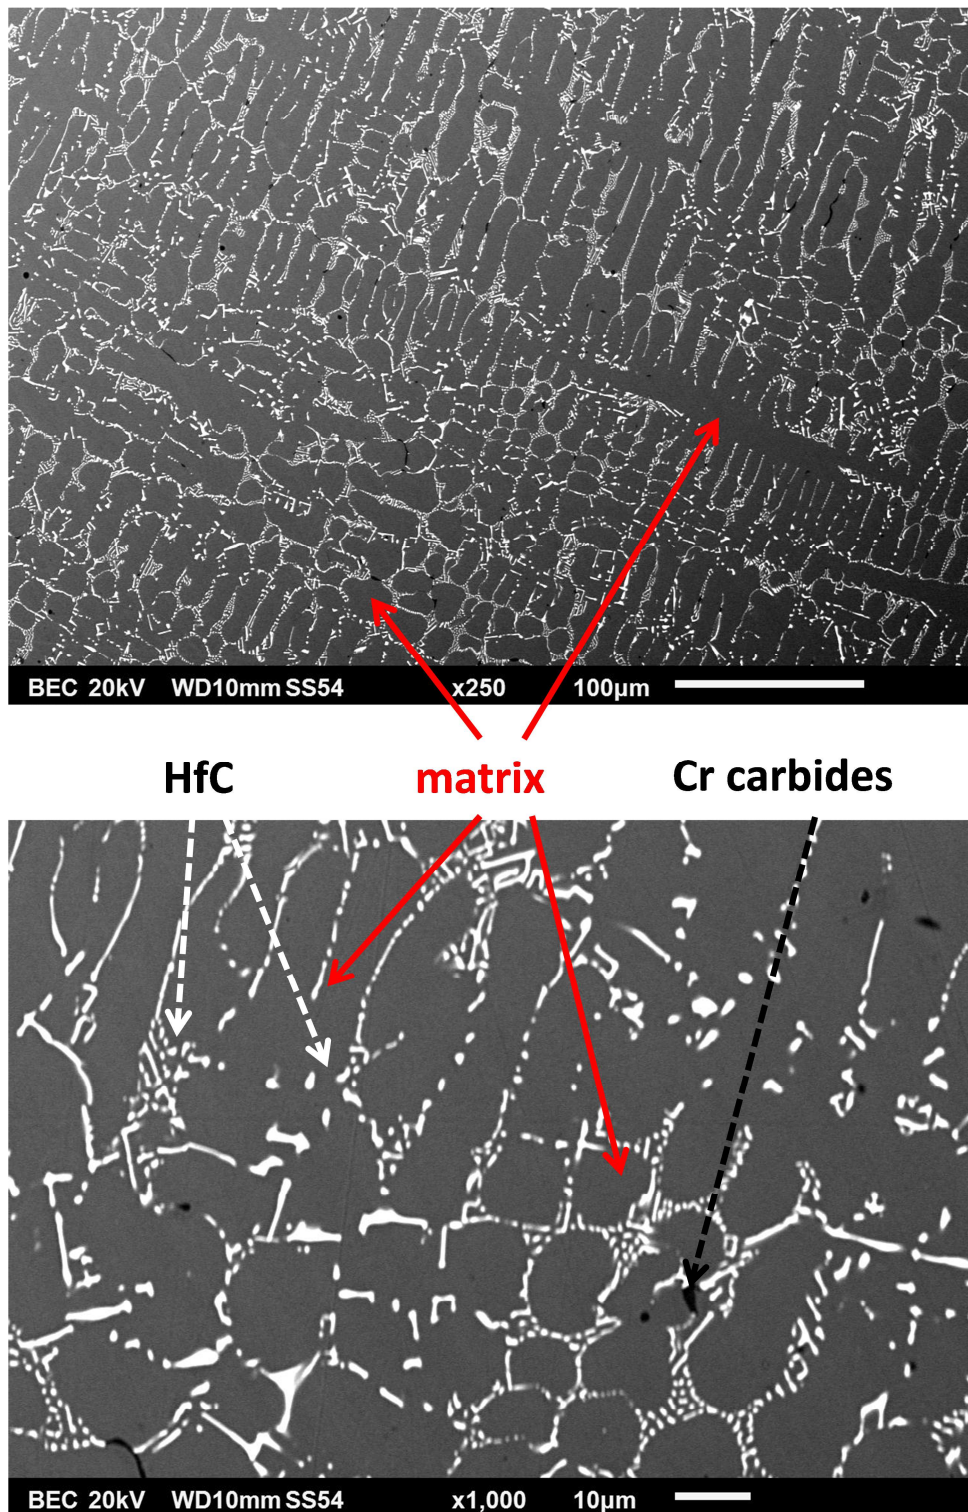 BEC 20kV WD10mm SS54 x250 100µm
HfC matrix Cr carbides
BEC 20kV WD10mm SS54 x1,000 10µm